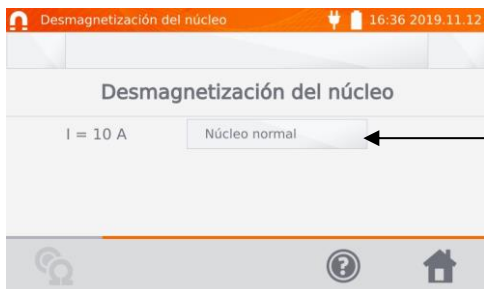 Desmagnetización del núcleo 16:36 2019.11.12
Desmagnetización del núcleo
I = 10 A Núcleo normal